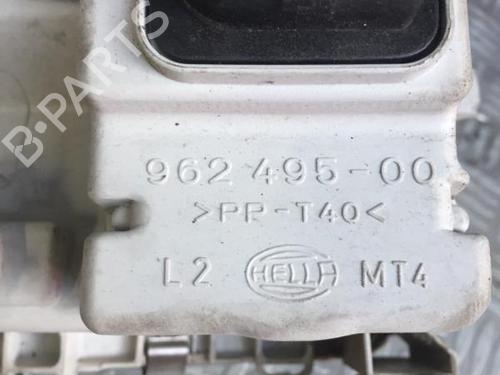 B-PARTS
962 495-00
>PP-T40<
L2 HELLA MT4